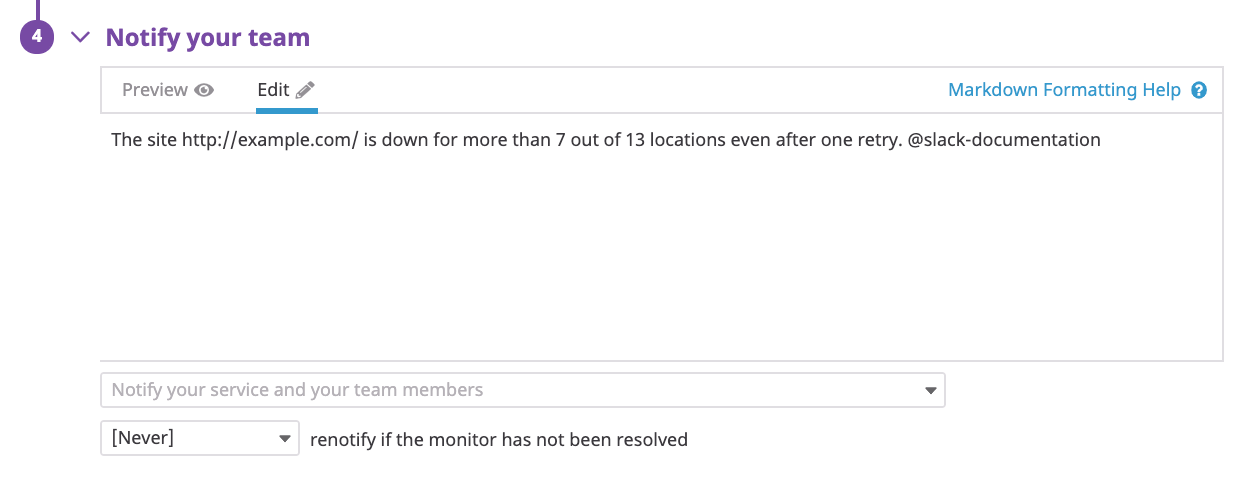 4 Notify your team
Preview Edit Markdown Formatting Help ?
The site http://example.com/ is down for more than 7 out of 13 locations even after one retry. @slack-documentation
Notify your service and your team members
[Never] renotify if the monitor has not been resolved